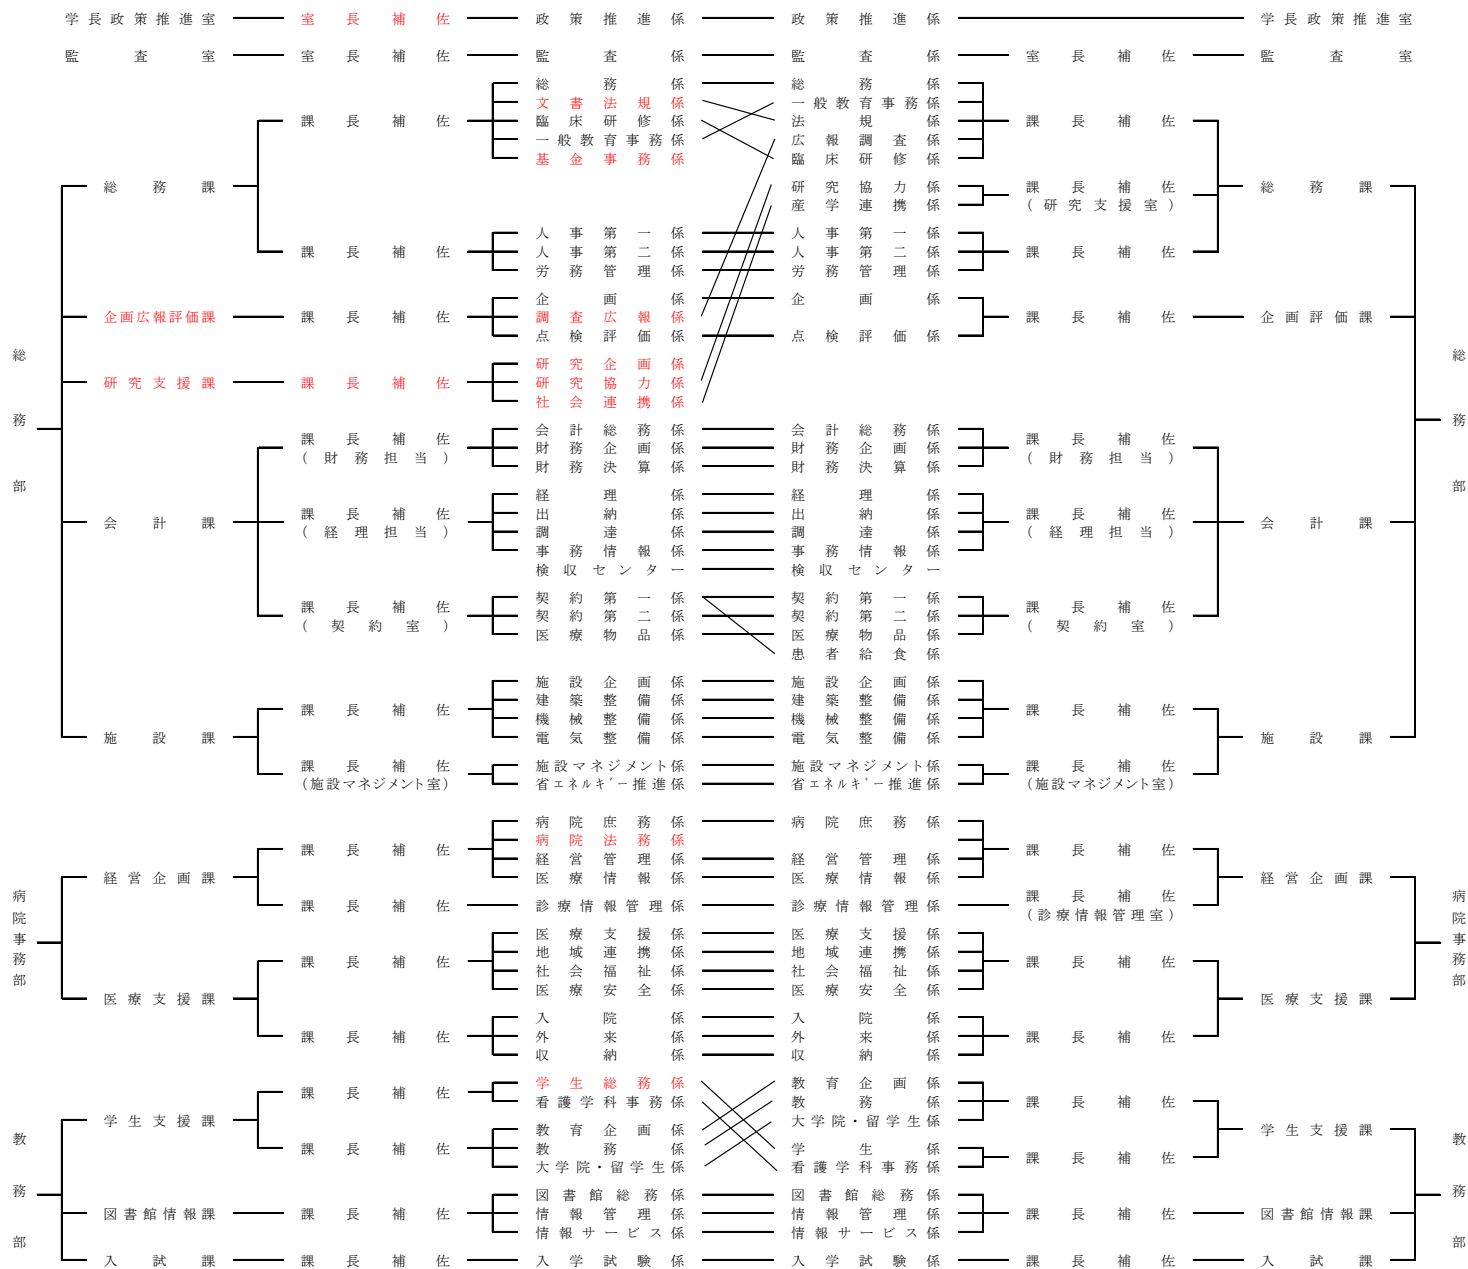 学長政策推進室 室長補佐 政策推進係 政策推進係 学長政策推進室
監査室 室長補佐 監査係 監査係 室長補佐 監査室
総務係 総務係
文書法規係 一般教育事務係
課長補佐 臨床研修係 法規係 課長補佐
一般教育事務係 広報調査係
基金事務係 臨床研修係
総務課 研究協力係 課長補佐 総務課
産学連携係 (研究支援室)
人事第一係 人事第一係
課長補佐 人事第二係 人事第二係 課長補佐
労務管理係 労務管理係
企画係 企画係
企画広報評価課 課長補佐 調査広報係 課長補佐 企画評価課
点検評価係 点検評価係
総務部 総務部
研究企画係
研究支援課 課長補佐 研究協力係
社会連携係
課長補佐 会計総務係 会計総務係 課長補佐
(財務担当) 財務企画係 財務企画係 (財務担当)
財務決算係 財務決算係
経理係 経理係
課長補佐 出納係 出納係 課長補佐
会計課 会計課
(経理担当) 調達係 調達係 (経理担当)
事務情報係 事務情報係
検収センター 検収センター
課長補佐 契約第一係 契約第一係 課長補佐
(契約室) 契約第二係 契約第二係 (契約室)
医療物品係 医療物品係
患者給食係
施設企画係 施設企画係
課長補佐 建築整備係 建築整備係 課長補佐
機械整備係 機械整備係
施設課 電気整備係 電気整備係 施設課
課長補佐 施設マネジメント係 施設マネジメント係 課長補佐
(施設マネジメント室) 省エネルギー推進係 省エネルギー推進係 (施設マネジメント室)
病院庶務係 病院庶務係
課長補佐 病院法務係 課長補佐
経営管理係 経営管理係
経営企画課 医療情報係 医療情報係 経営企画課
課長補佐 診療情報管理係 診療情報管理係 課長補佐
(診療情報管理室)
病院事務部 病院事務部
医療支援係 医療支援係
課長補佐 地域連携係 地域連携係 課長補佐
社会福祉係 社会福祉係
医療支援課 医療安全係 医療安全係 医療支援課
入院係 入院係
課長補佐 外来係 外来係 課長補佐
収納係 収納係
課長補佐 学生総務係 教育企画係
看護学科事務係 教務係 課長補佐
学生支援課 大学院・留学生係 学生支援課
教育企画係
課長補佐 教務係 学生係 課長補佐
大学院・留学生係 看護学科事務係
教務部 教務部
図書館総務係 図書館総務係
図書館情報課 課長補佐 情報管理係 情報管理係 課長補佐 図書館情報課
情報サービス係 情報サービス係
入試課 課長補佐 入学試験係 入学試験係 課長補佐 入試課